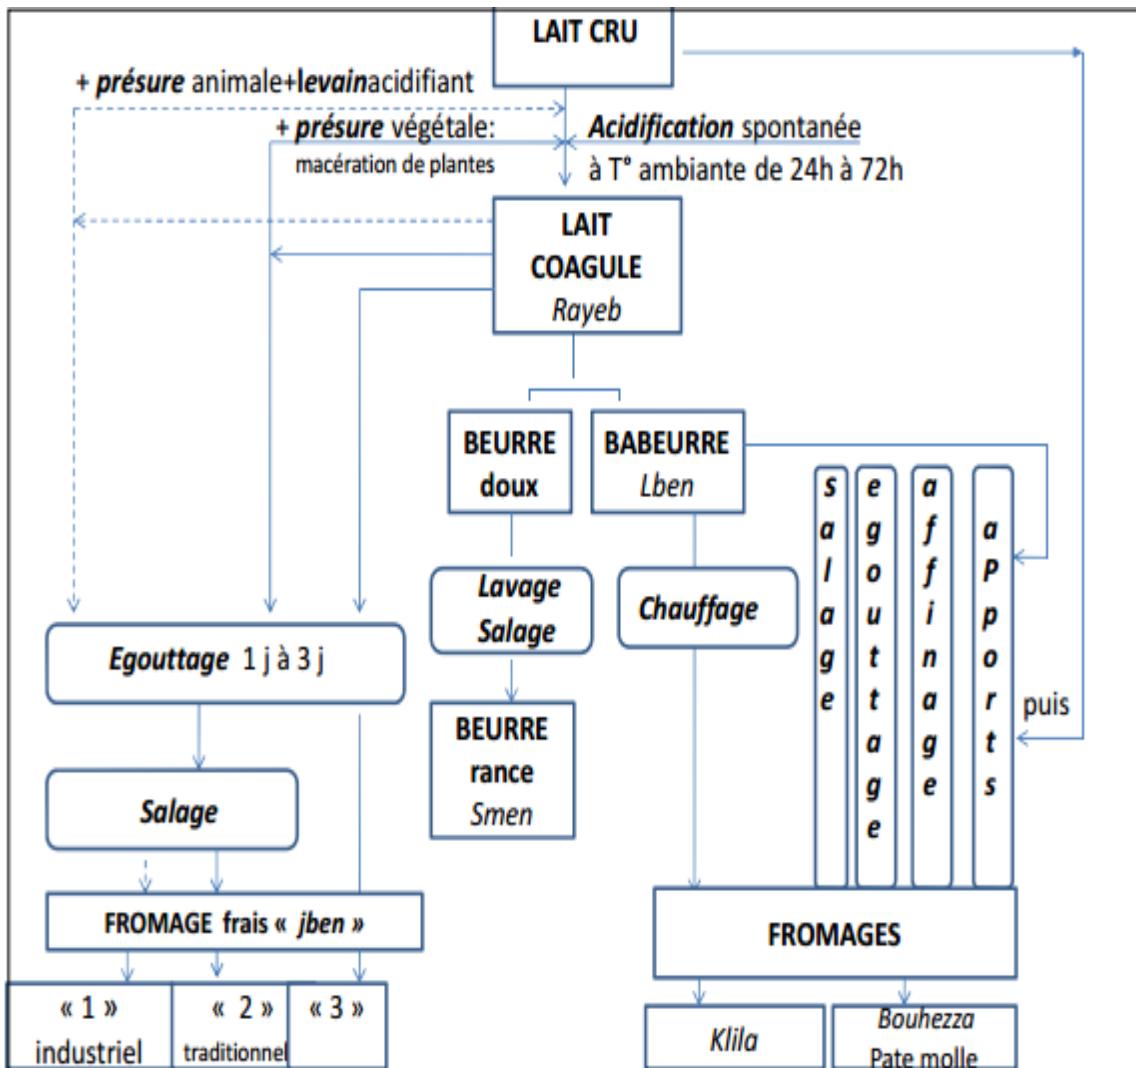 LAIT CRU
+ présure animale+levainacidifiant
+ présure végétale:
macération de plantes
Acidification spontanée
à T° ambiante de 24h à 72h
LAIT
COAGULE
Rayeb
BEURRE
doux
BABEURRE
Lben
Lavage
Salage
Chauffage
salage
egouttage
affinage
aPports
puis
Egouttage 1 j à 3 j
BEURRE
rance
Smen
Salage
FROMAGE frais « jben »
FROMAGES
« 1 »
industriel
« 2 »
traditionnel
« 3 »
Klila
Bouhezza
Pate molle